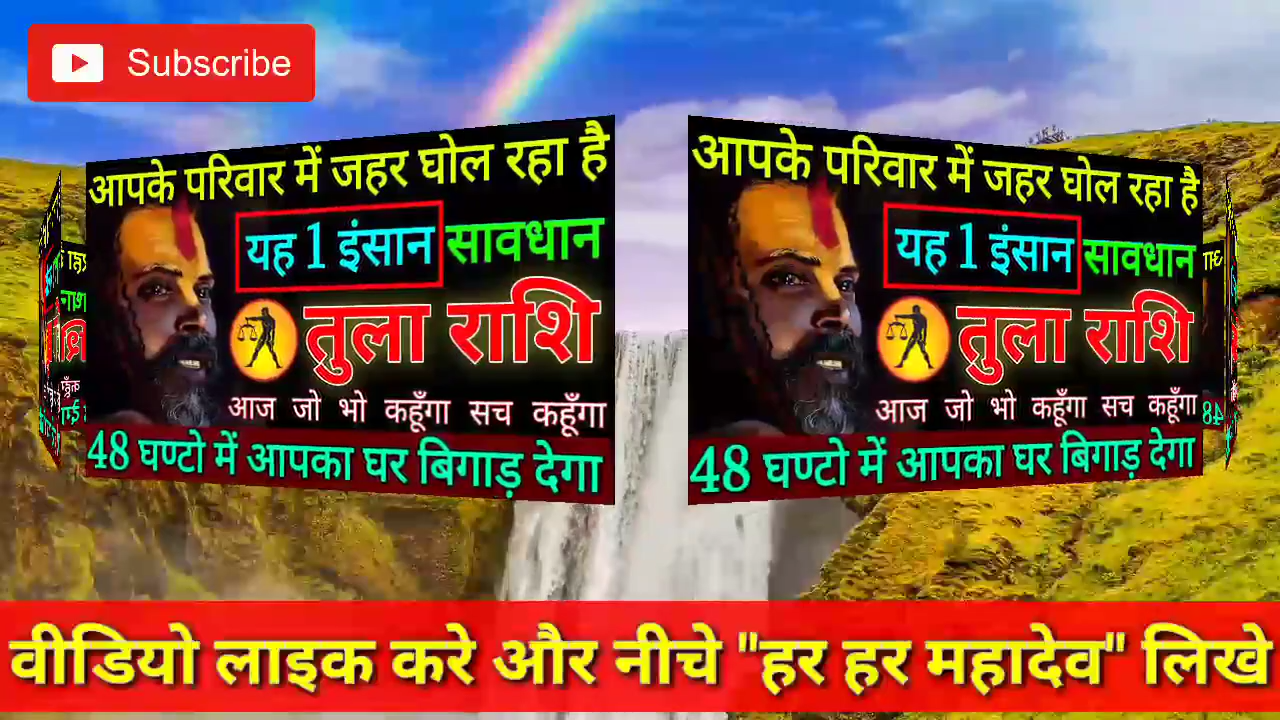 Subscribe
आपके परिवार में जहर घोल रहा है
यह 1 इंसान सावधान
तुला राशि
आज जो भो कहूँगा सच कहूँगा
48 घण्टो में आपका घर बिगाड़ देगा
आपके परिवार में जहर घोल रहा है
यह 1 इंसान सावधान
तुला राशि
आज जो भो कहूँगा सच कहूँगा
48 घण्टो में आपका घर बिगाड़ देगा
वीडियो लाइक करे और नीचे "हर हर महादेव" लिखे